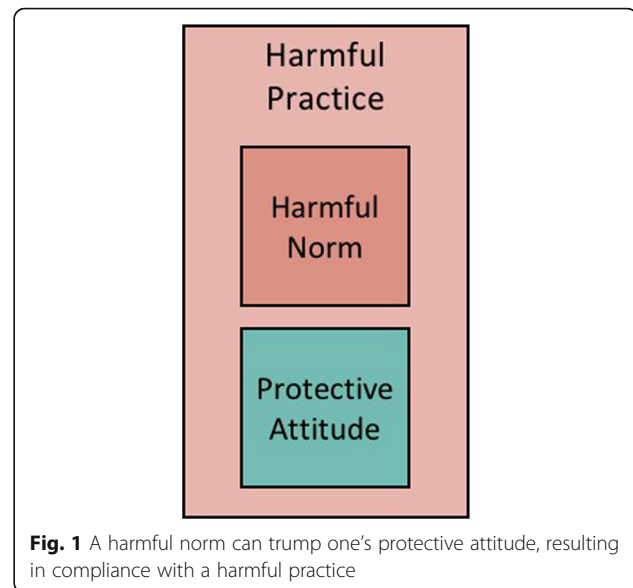 Harmful
Practice
Harmful
Norm
Protective
Attitude
Fig. 1 A harmful norm can trump one’s protective attitude, resulting
in compliance with a harmful practice